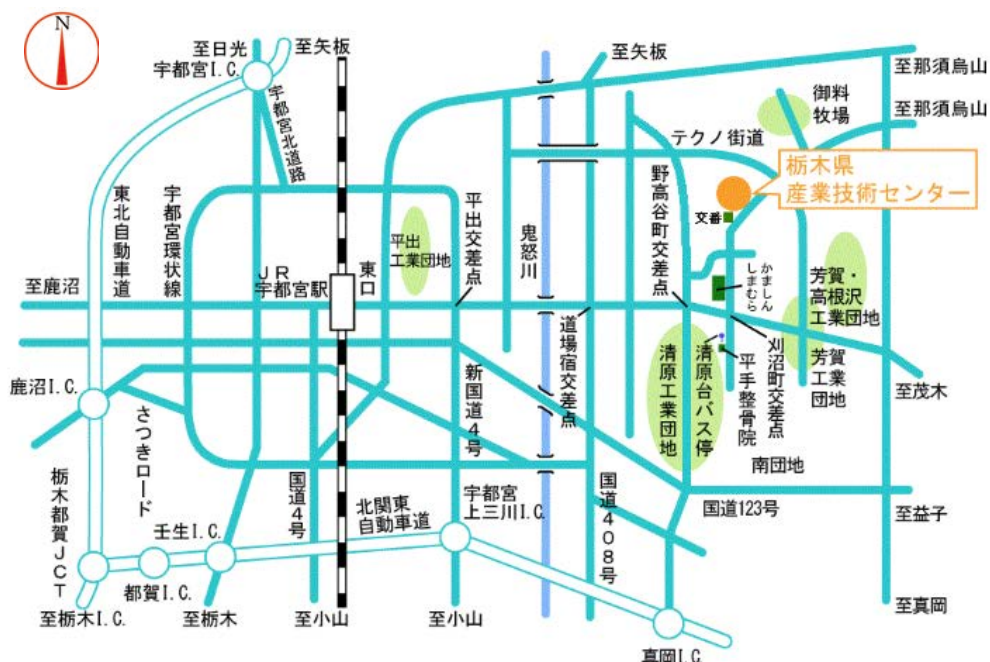 N
至日光
宇都宮I.C.
至矢板
至矢板
至那須烏山
御料
牧場
至那須烏山
宇都宮北道路
テクノ街道
栃木県
産業技術センター
東北自動車道
宇都宮環状線
平出
工業団地
平出交差点
鬼怒川
野高谷町交差点
交番
至鹿沼
JR
宇都宮駅
東口
かましん
しまむら
芳賀・
高根沢
工業団地
道場宿交差点
清原工業団地
清原台バス停
平手整骨院
刈沼町交差点
芳賀
工業
団地
至茂木
鹿沼I.C.
さつきロード
新国道4号
南団地
栃木都賀JCT
壬生I.C.
国道4号
北関東
自動車道
宇都宮
上三川I.C.
国道408号
国道123号
至益子
都賀I.C.
至栃木I.C.
至栃木
至小山
至小山
至真岡
真岡I.C